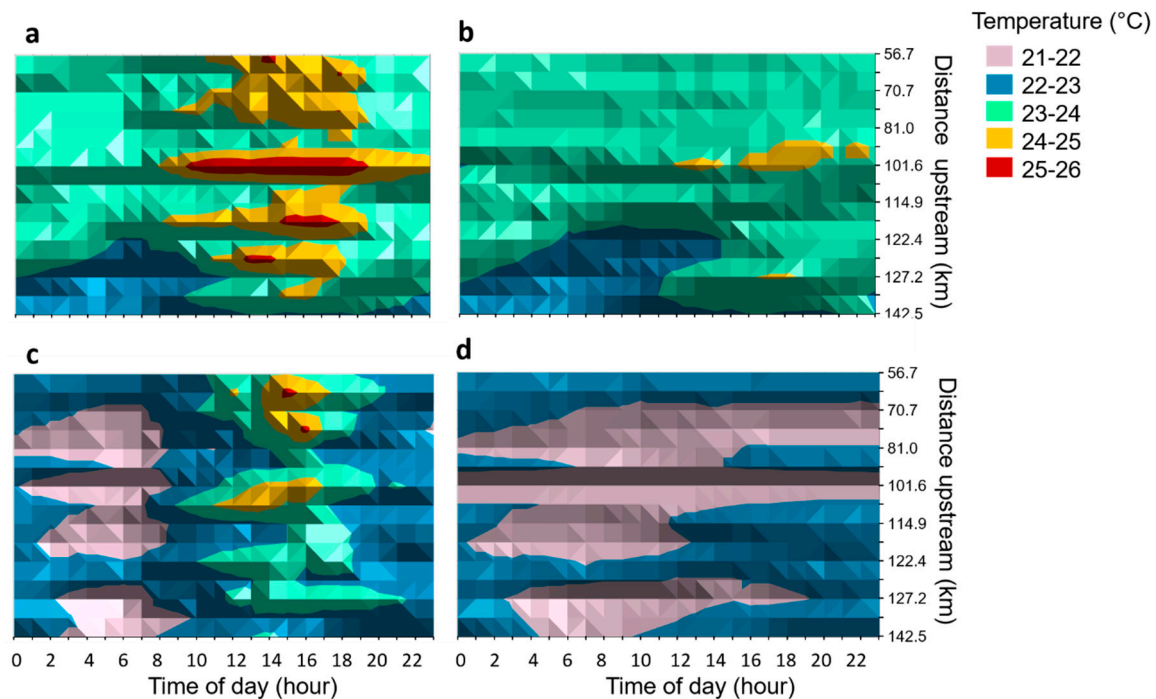 a
b
Temperature (°C)
21-22
22-23
23-24
24-25
25-26
56.7
70.7
81.0
101.6
114.9
122.4
127.2
142.5
Distance upstream (km)
c
d
56.7
70.7
81.0
101.6
114.9
122.4
127.2
142.5
Distance upstream (km)
0 2 4 6 8 10 12 14 16 18 20 22
0 2 4 6 8 10 12 14 16 18 20 22
Time of day (hour)
Time of day (hour)